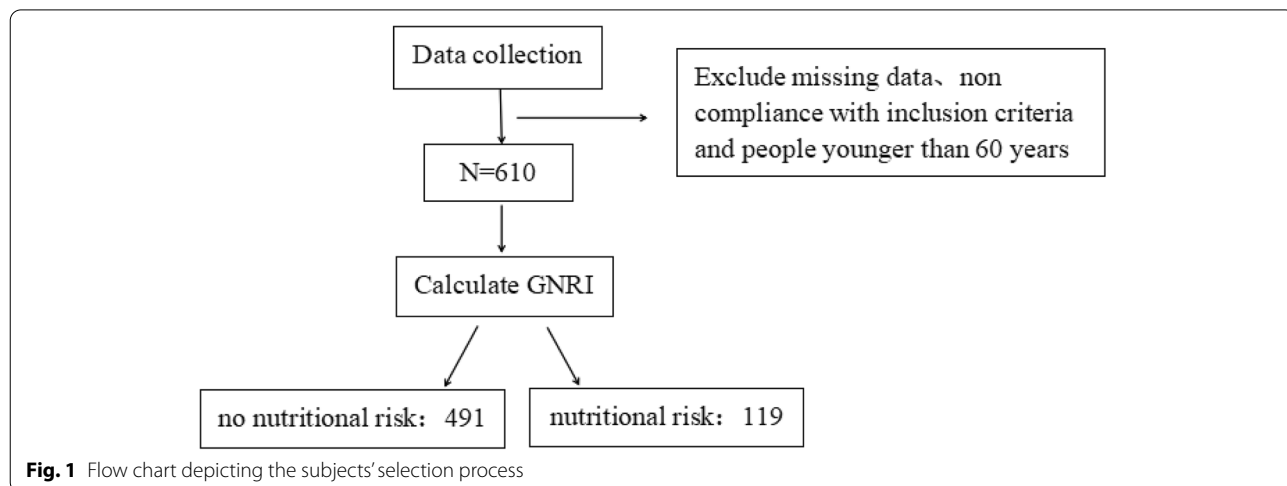 Data collection
Exclude missing data、non
compliance with inclusion criteria
and people younger than 60 years
N=610
Calculate GNRI
no nutritional risk：491
nutritional risk：119
Fig. 1 Flow chart depicting the subjects’ selection process